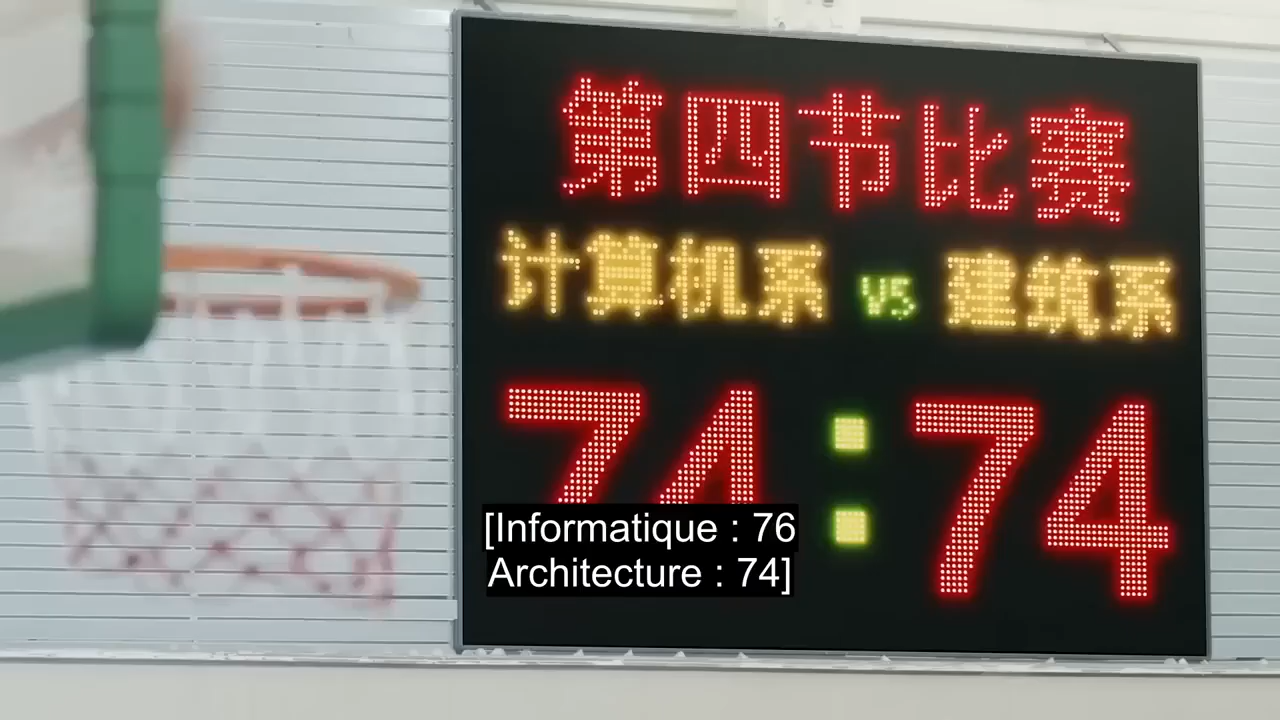 第四节比赛
计算机系 VS 建筑系
74 : 74
[Informatique : 76
Architecture : 74]